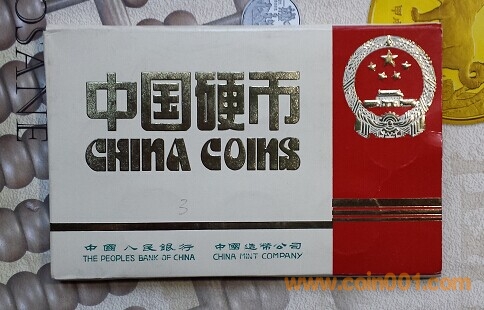 中国硬币
CHINA COINS
3
中國人民銀行 中國造幣公司
THE PEOPLES BANK OF CHINA CHINA MINT COMPANY
www.coin001.com
OSANE